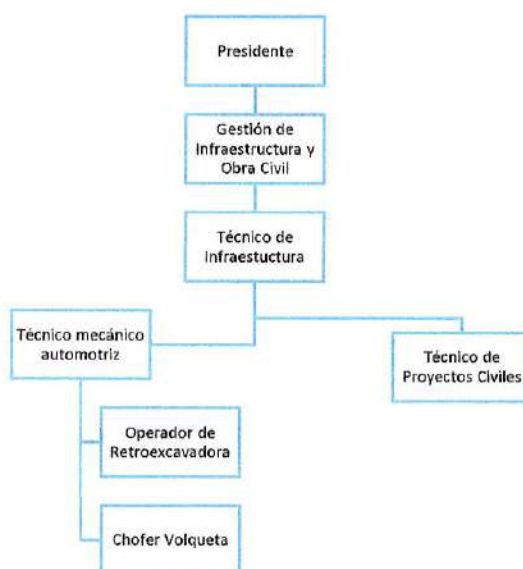 Presidente
Gestión de
Infraestructura y
Obra Civil
Técnico de
Infraestuctura
Técnico mecánico
automotriz
Técnico de
Proyectos Civiles
Operador de
Retroexcavadora
Chofer Volqueta